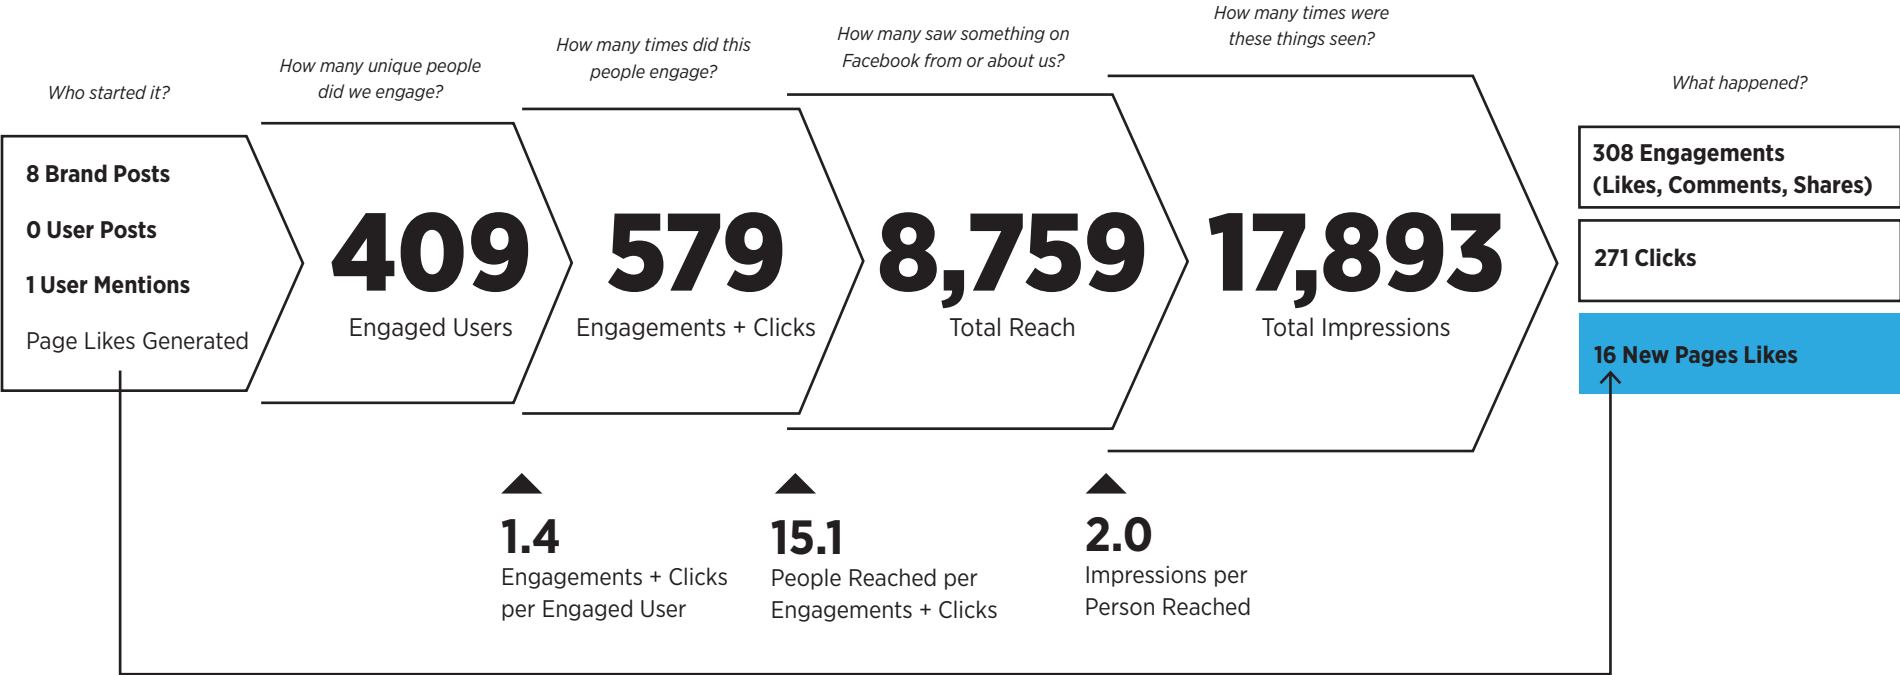 Who started it?
8 Brand Posts
0 User Posts
1 User Mentions
Page Likes Generated
How many unique people
did we engage?
409
Engaged Users
How many times did this
people engage?
579
Engagements + Clicks
How many saw something on
Facebook from or about us?
8,759
Total Reach
How many times were
these things seen?
17,893
Total Impressions
What happened?
308 Engagements
(Likes, Comments, Shares)
271 Clicks
16 New Pages Likes
1.4
Engagements + Clicks
per Engaged User
15.1
People Reached per
Engagements + Clicks
2.0
Impressions per
Person Reached